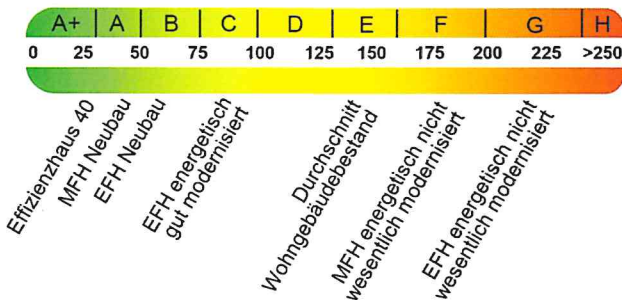 A+ A B C D E F G H
0 25 50 75 100 125 150 175 200 225 >250
Effizienzhaus 40
MFH Neubau
EFH Neubau
EFH energetisch
gut modernisiert
Durchschnitt
Wohngebäudebestand
MFH energetisch nicht
wesentlich modernisiert
EFH energetisch nicht
wesentlich modernisiert